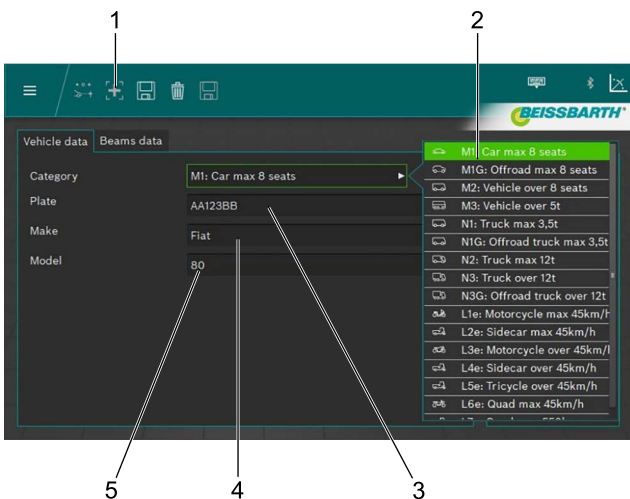 1
2
BEISSBARTH
Vehicle data
Beams data
Category
M1: Car max 8 seats
Plate
AA123BB
Make
Fiat
Model
80
M1: Car max 8 seats
M1G: Offroad max 8 seats
M2: Vehicle over 8 seats
M3: Vehicle over 5t
N1: Truck max 3,5t
N1G: Offroad truck max 3,5t
N2: Truck max 12t
N3: Truck over 12t
N3G: Offroad truck over 12t
L1e: Motorcycle max 45km/h
L2e: Sidecar max 45km/h
L3e: Motorcycle over 45km/
L4e: Sidecar over 45km/h
L5e: Tricycle over 45km/h
L6e: Quad max 45km/h
5
4
3